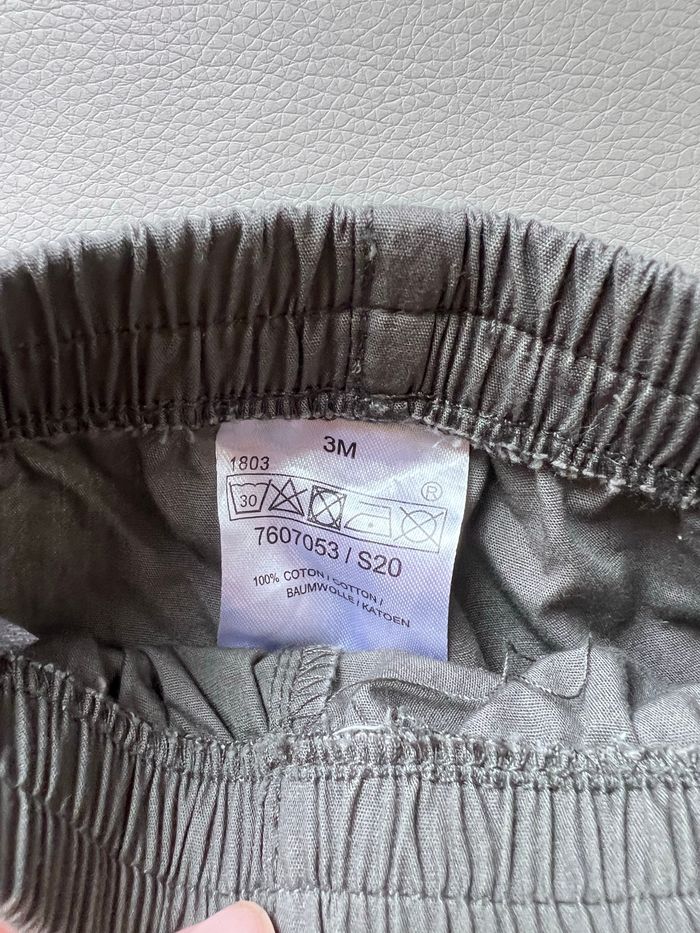 3M
1803
30
®
7607053 / S20
100% COTON / COTTON /
BAUMWOLLE / KATOEN